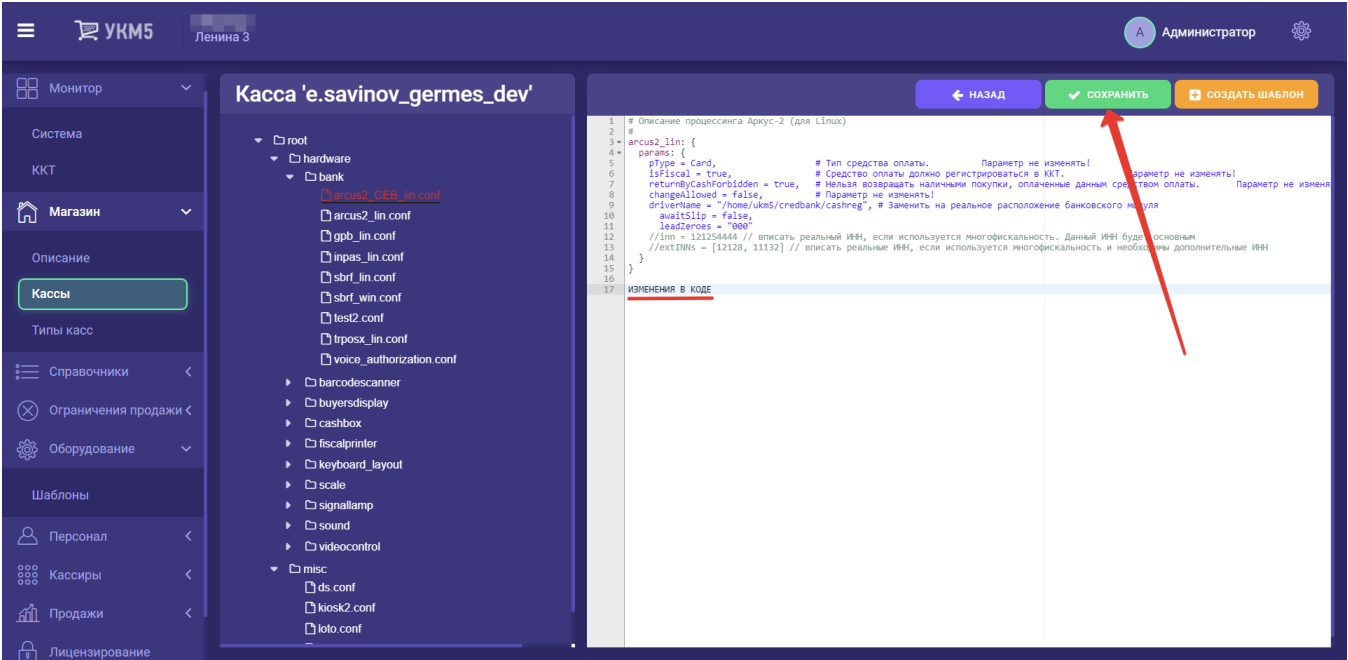 УКМ5
Ленина 3
А
Администратор
Монитор
Система
ККТ
Магазин
Описание
Кассы
Типы касс
Справочники
Ограничения продажи
Оборудование
Шаблоны
Персонал
Кассиры
Продажи
Лицензирование
Касса 'e.savinov_germes_dev'
root
hardware
bank
arcus2_CEB_lin.conf
arcus2_lin.conf
gpb_lin.conf
inpas_lin.conf
sbrf_lin.conf
sbrf_win.conf
test2.conf
trposx_lin.conf
voice_authorization.conf
barcodescanner
buyersdisplay
cashbox
fiscalprinter
keyboard_layout
scale
signallamp
sound
videocontrol
misc
ds.conf
kiosk2.conf
loto.conf
НАЗАД
СОХРАНИТЬ
СОЗДАТЬ ШАБЛОН
1 # Описание процессинга Аркус-2 (для Linux)
2 #
3 arcus2_lin: {
4 params: {
5 pType = Card, # Тип средства оплаты. Параметр не изменять!
6 isFiscal = true, # Средство оплаты должно регистрироваться в ККТ. Параметр не изменять!
7 returnByCashForbidden = true, # Нельзя возвращать наличными покупки, оплаченные данным средством оплаты. Параметр не изменя
8 changeAllowed = false, # Параметр не изменять!
9 driverName = "/home/ukm5/credbank/cashreg", # Заменить на реальное расположение банковского модуля
10 awaitSlip = false,
11 leadZeroes = "000"
12 //inn = 121254444 // вписать реальный ИНН, если используется многофискальность. Данный ИНН будет основным
13 //extINNs = [12128, 11132] // вписать реальные ИНН, если используется многофискальность и необходимы дополнительные ИНН
14 }
15 }
16
17 ИЗМЕНЕНИЯ В КОДЕ